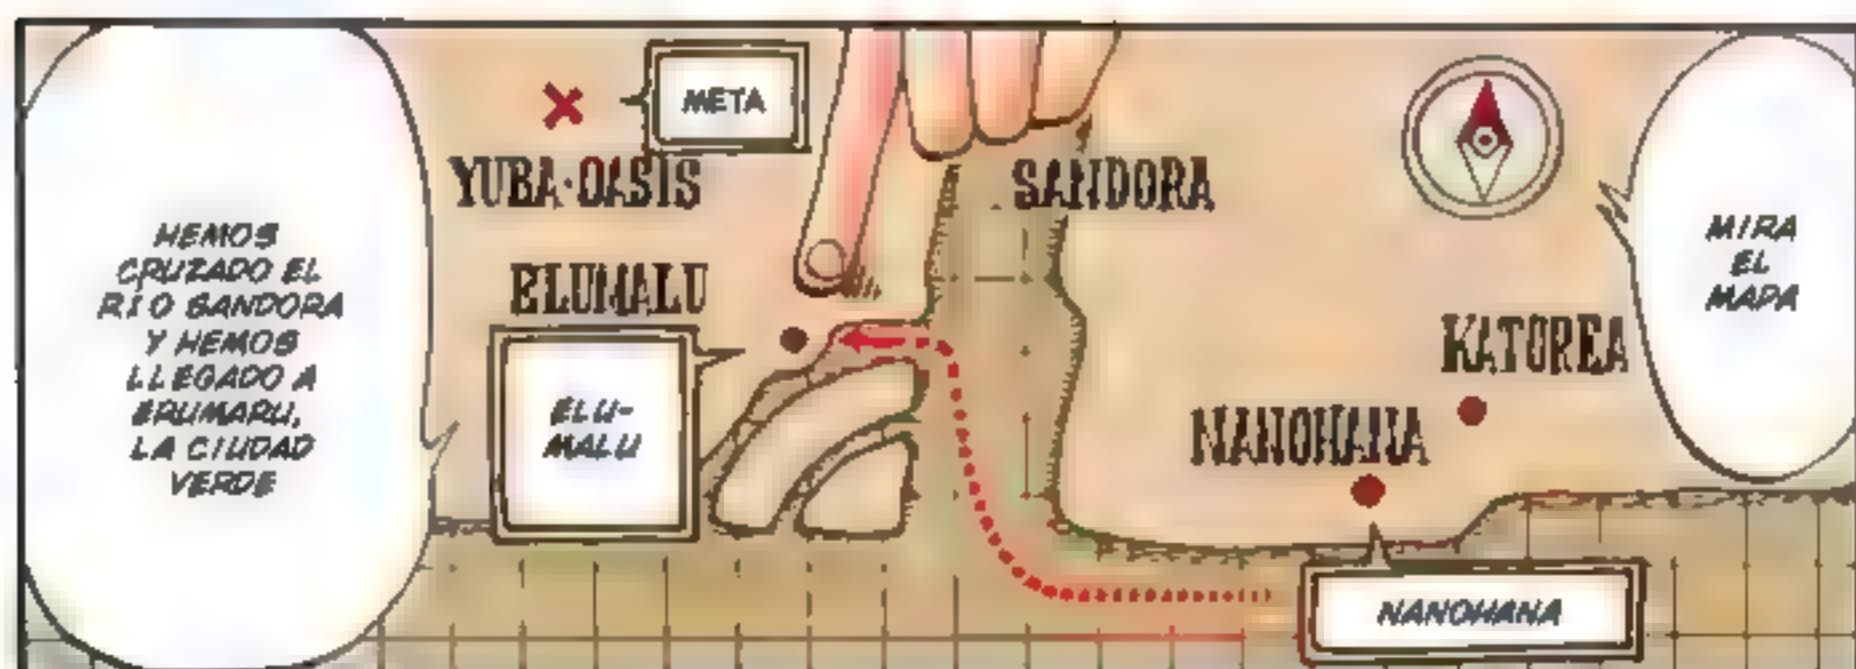 HEMOS
CRUZADO EL
RÍO SANDORA
Y HEMOS
LLEGADO A
ERUMARU,
LA CIUDAD
VERDE
META
YUBA·OASIS
SANDORA
ELUMALU
ELU-
MALU
KATOREA
NANOHANA
NANOHANA
MIRA
EL
MAPA